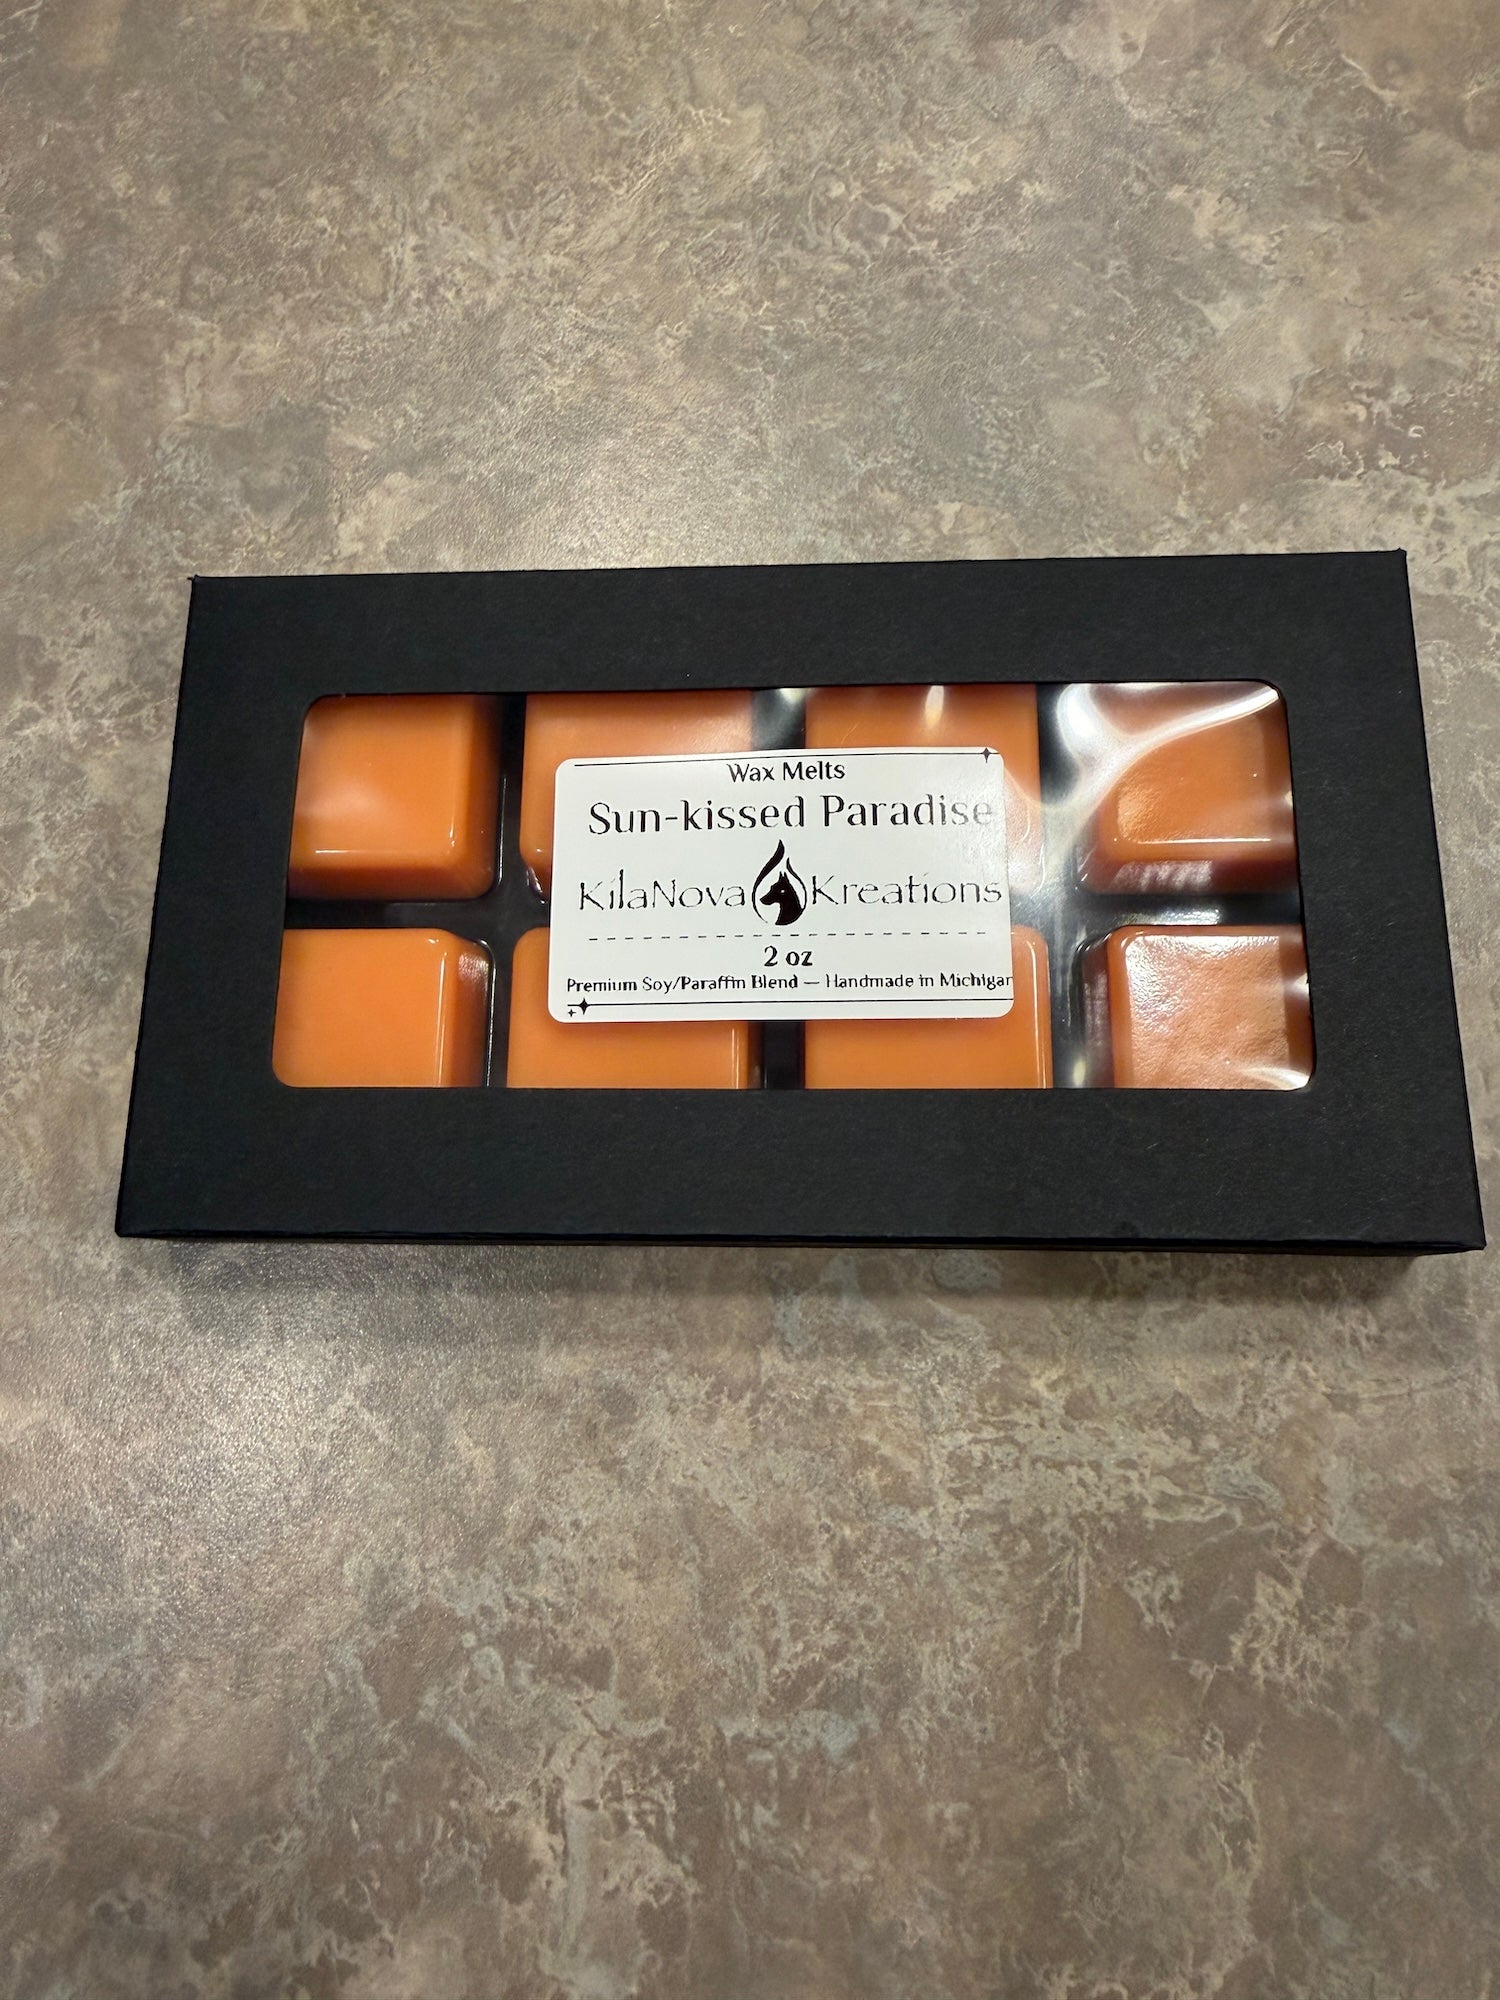 Wax Melts
Sun-kissed Paradise
KilaNova Kreations
2 oz
Premium Soy/Paraffin Blend — Handmade in Michigan